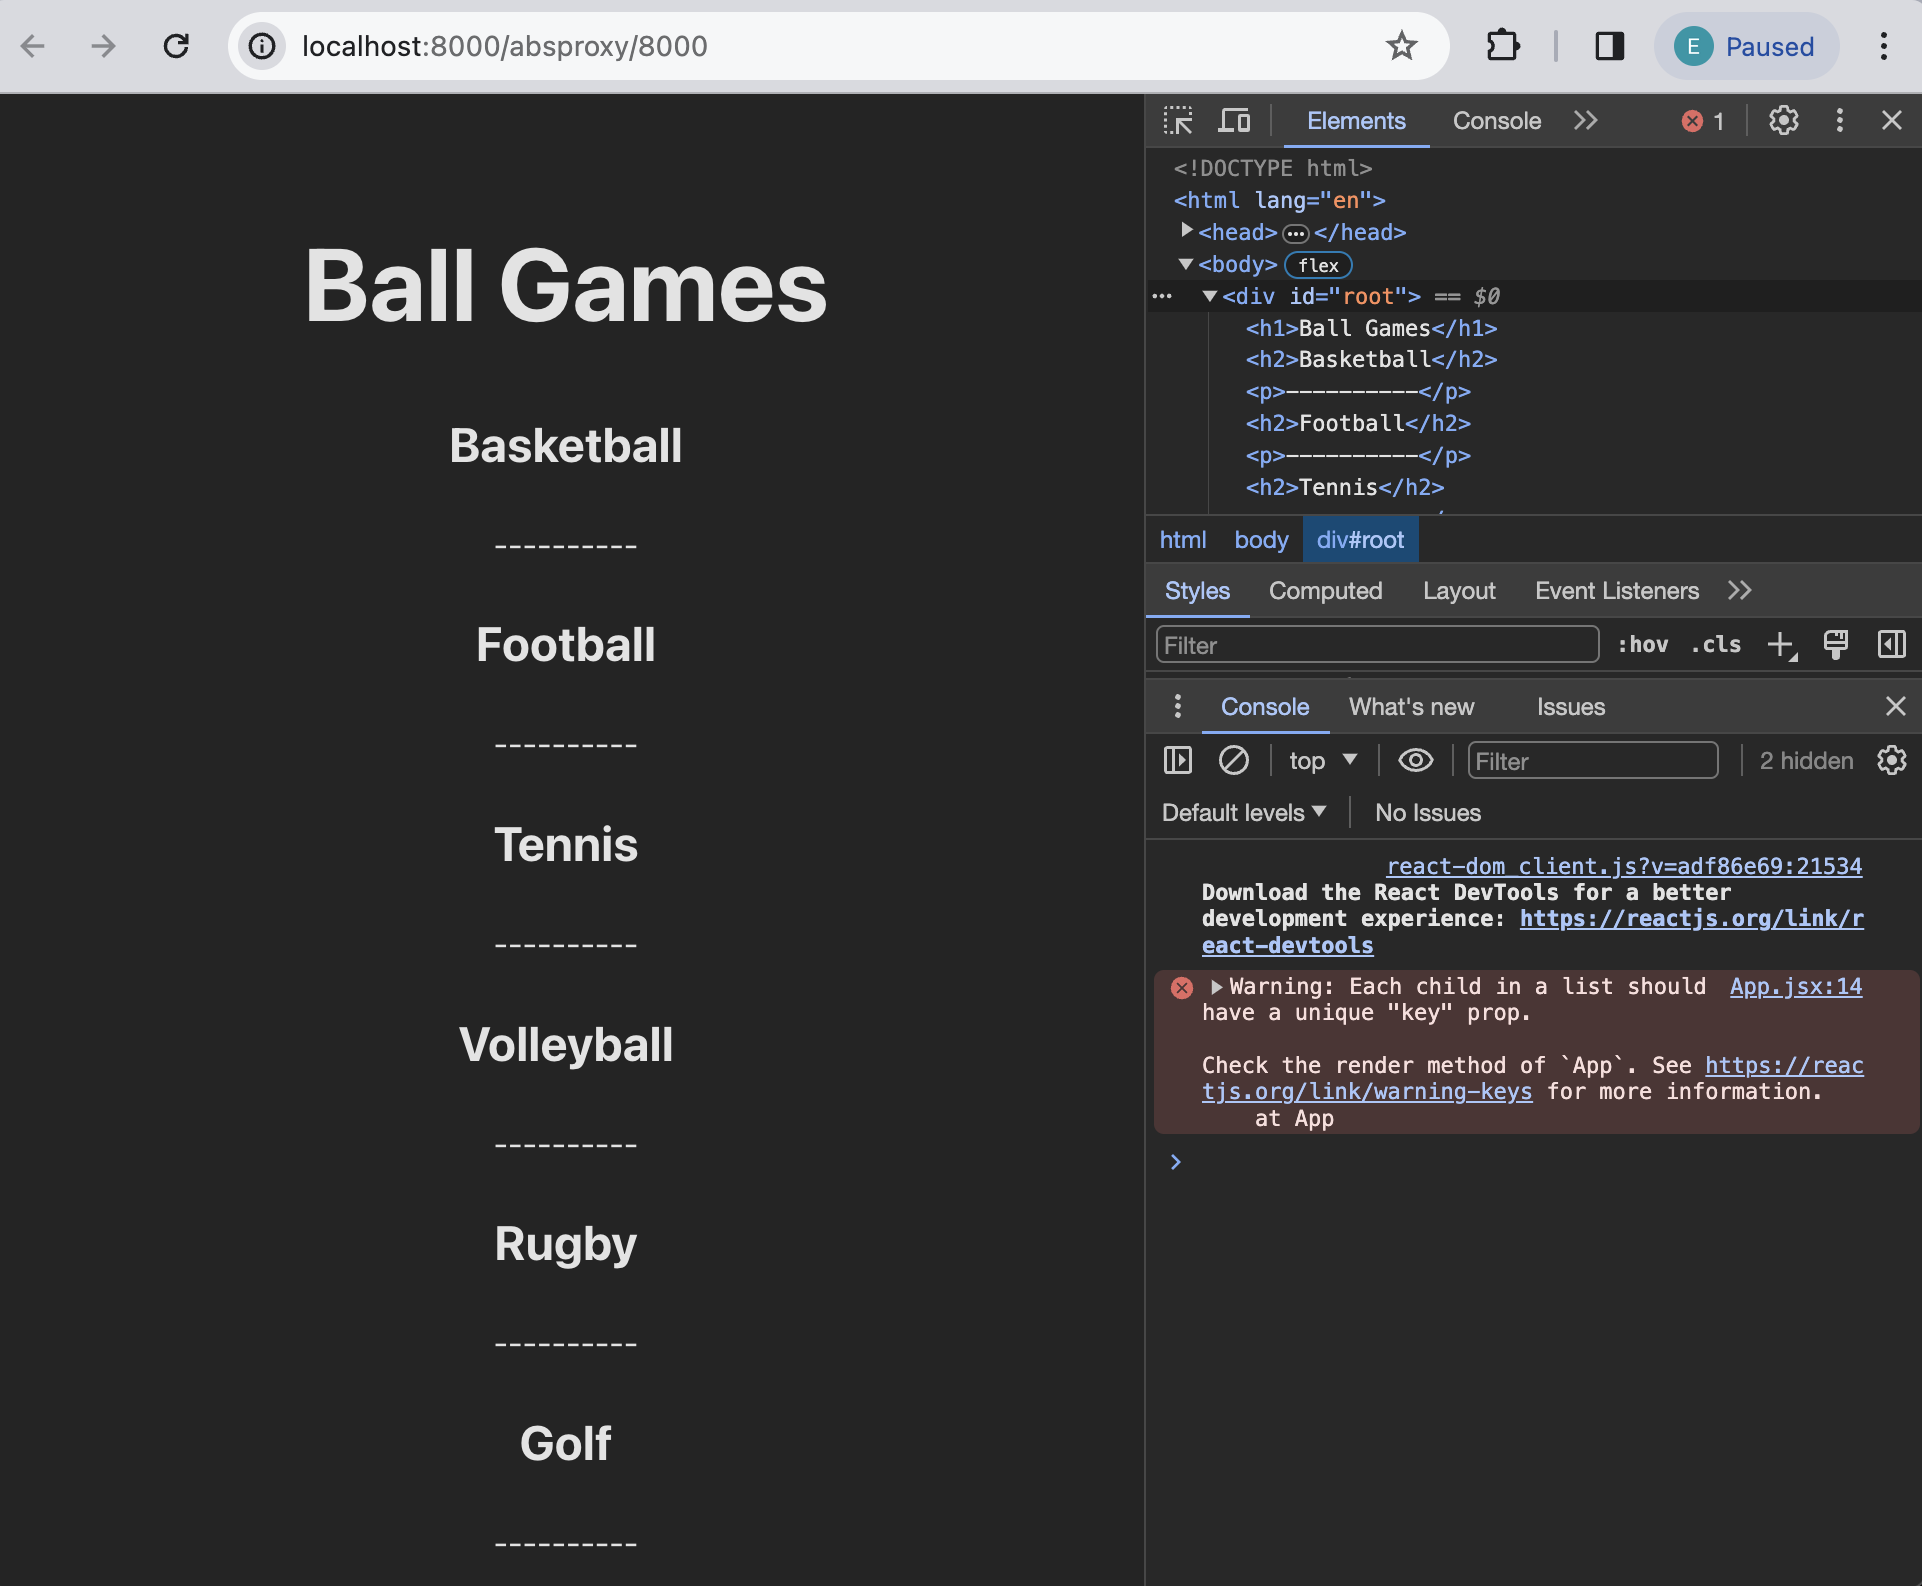 localhost:8000/absproxy/8000
E Paused
Ball Games
Basketball
----------
Football
----------
Tennis
----------
Volleyball
----------
Rugby
----------
Golf
----------
Elements Console 1
<!DOCTYPE html>
<html lang="en">
<head>…</head>
<body> flex
… <div id="root"> == $0
<h1>Ball Games</h1>
<h2>Basketball</h2>
<p>----------</p>
<h2>Football</h2>
<p>----------</p>
<h2>Tennis</h2>
html body div#root
Styles Computed Layout Event Listeners
Filter :hov .cls
Console What's new Issues
top Filter 2 hidden
Default levels No Issues
react-dom_client.js?v=adf86e69:21534
Download the React DevTools for a better
development experience: https://reactjs.org/link/r
eact-devtools
Warning: Each child in a list should App.jsx:14
have a unique "key" prop.
Check the render method of `App`. See https://reac
tjs.org/link/warning-keys for more information.
at App